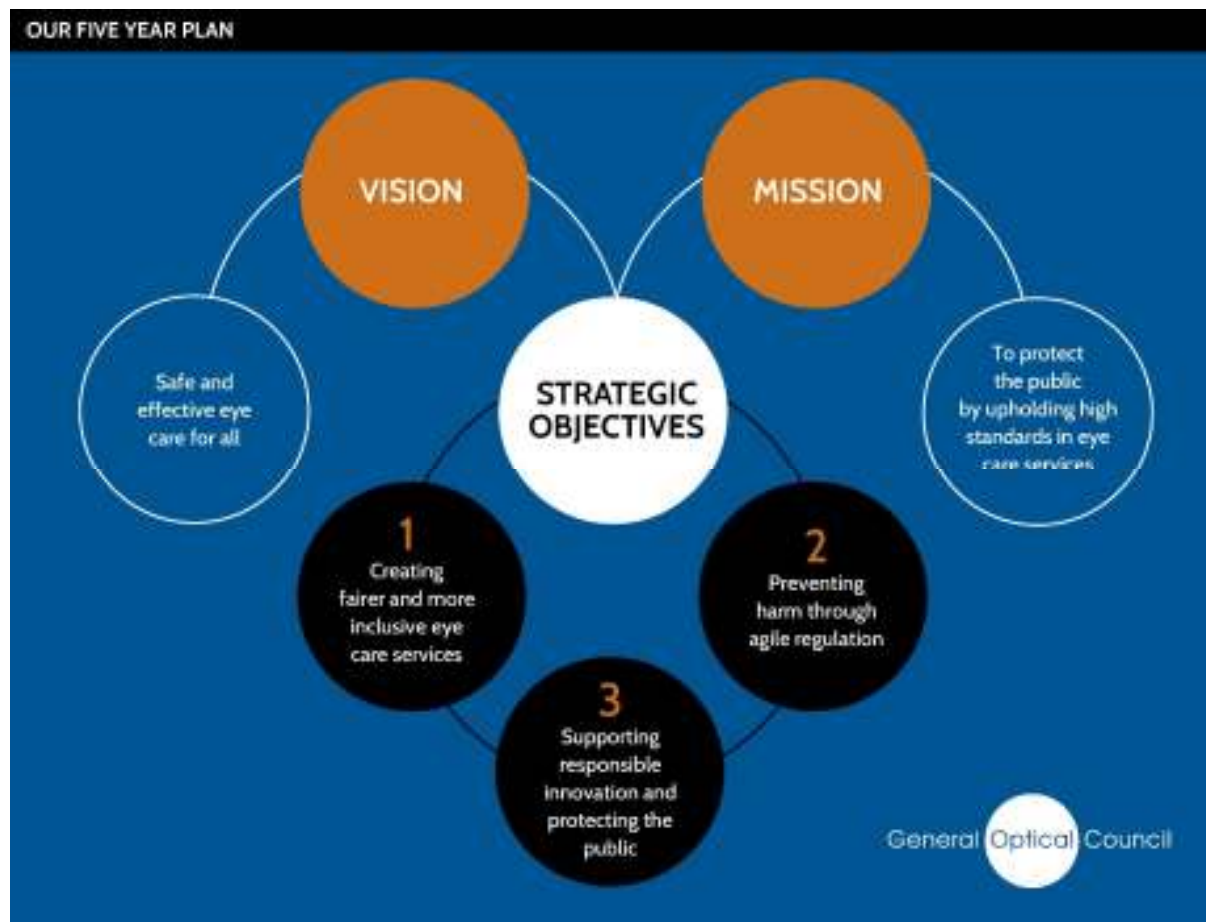 OUR FIVE YEAR PLAN
VISION
MISSION
Safe and
effective eye
care for all
STRATEGIC
OBJECTIVES
To protect
the public
by upholding high
standards in eye
care services
1
Creating
fairer and more
inclusive eye
care services
2
Preventing
harm through
agile regulation
3
Supporting
responsible
innovation and
protecting the
public
General Optical Council